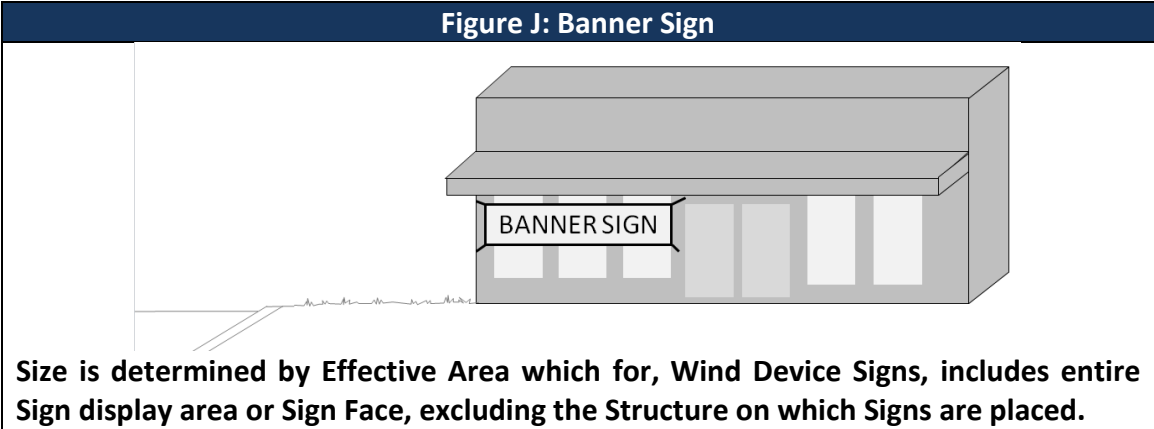 Figure J: Banner Sign
BANNER SIGN
Size is determined by Effective Area which for, Wind Device Signs, includes entire
Sign display area or Sign Face, excluding the Structure on which Signs are placed.